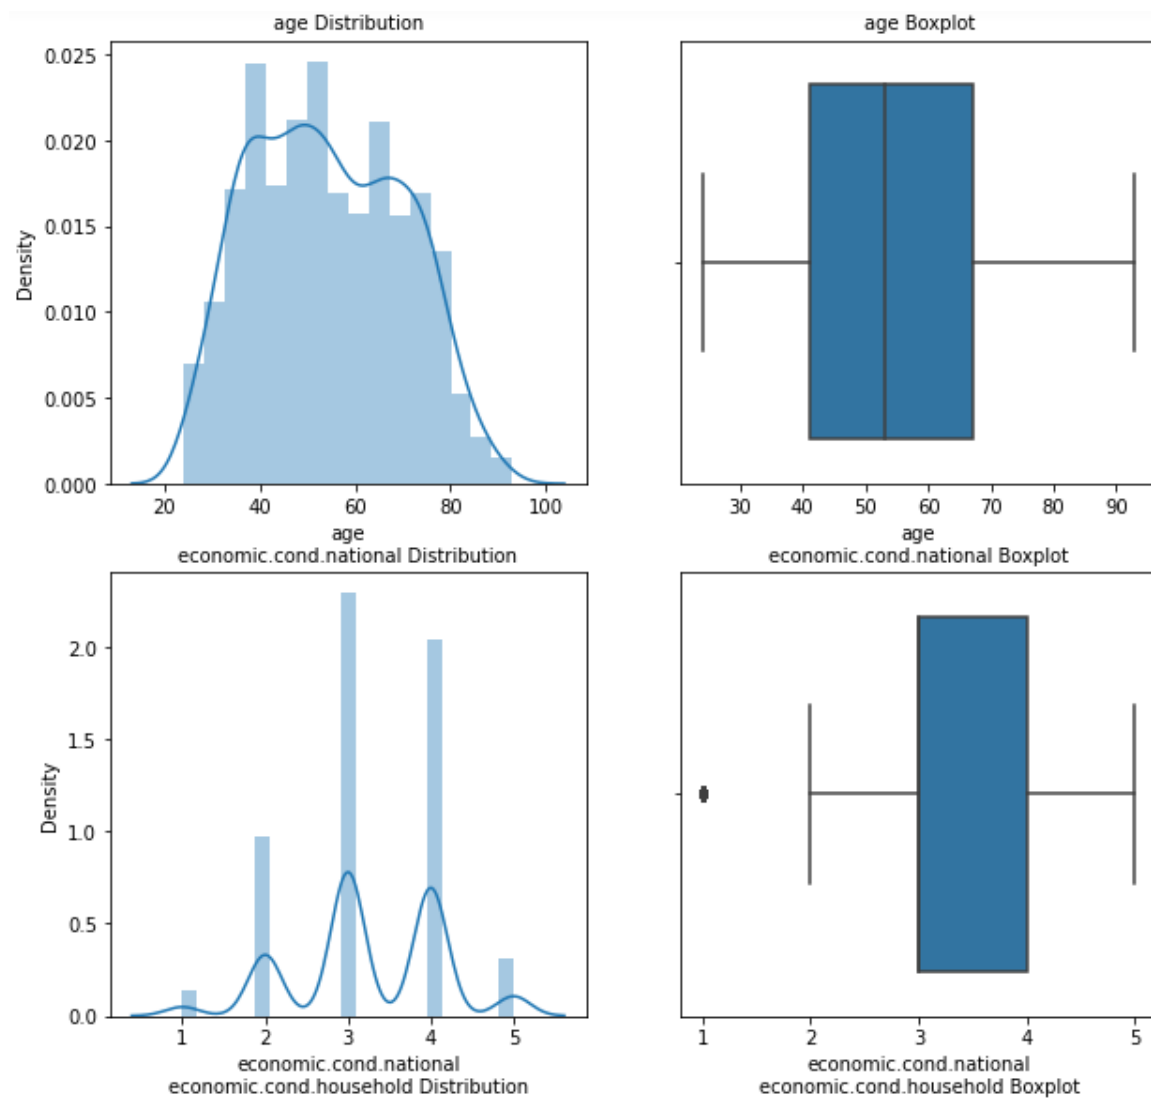 age Distribution
age Boxplot
0.025
0.020
0.015
0.010
0.005
0.000
Density
20 40 60 80 100
age
30 40 50 60 70 80 90
age
economic.cond.national Distribution
economic.cond.national Boxplot
2.0
1.5
1.0
0.5
0.0
Density
1 2 3 4 5
economic.cond.national
1 2 3 4 5
economic.cond.national
economic.cond.household Distribution
economic.cond.household Boxplot